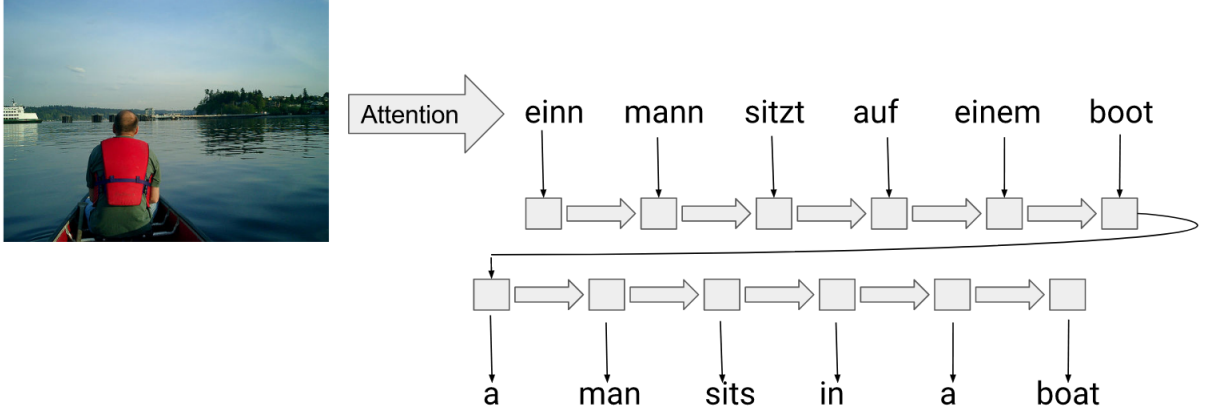 Attention
einn mann sitzt auf einem boot
a man sits in a boat